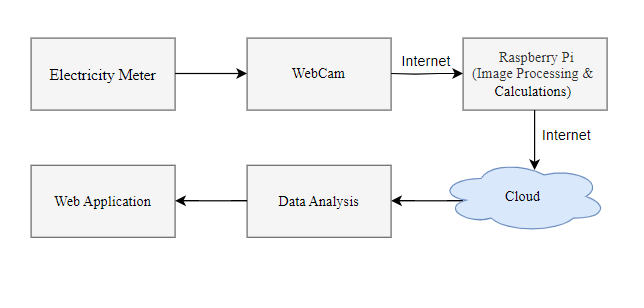 Electricity Meter
WebCam
Internet
Raspberry Pi
(Image Processing &
Calculations)
Internet
Web Application
Data Analysis
Cloud